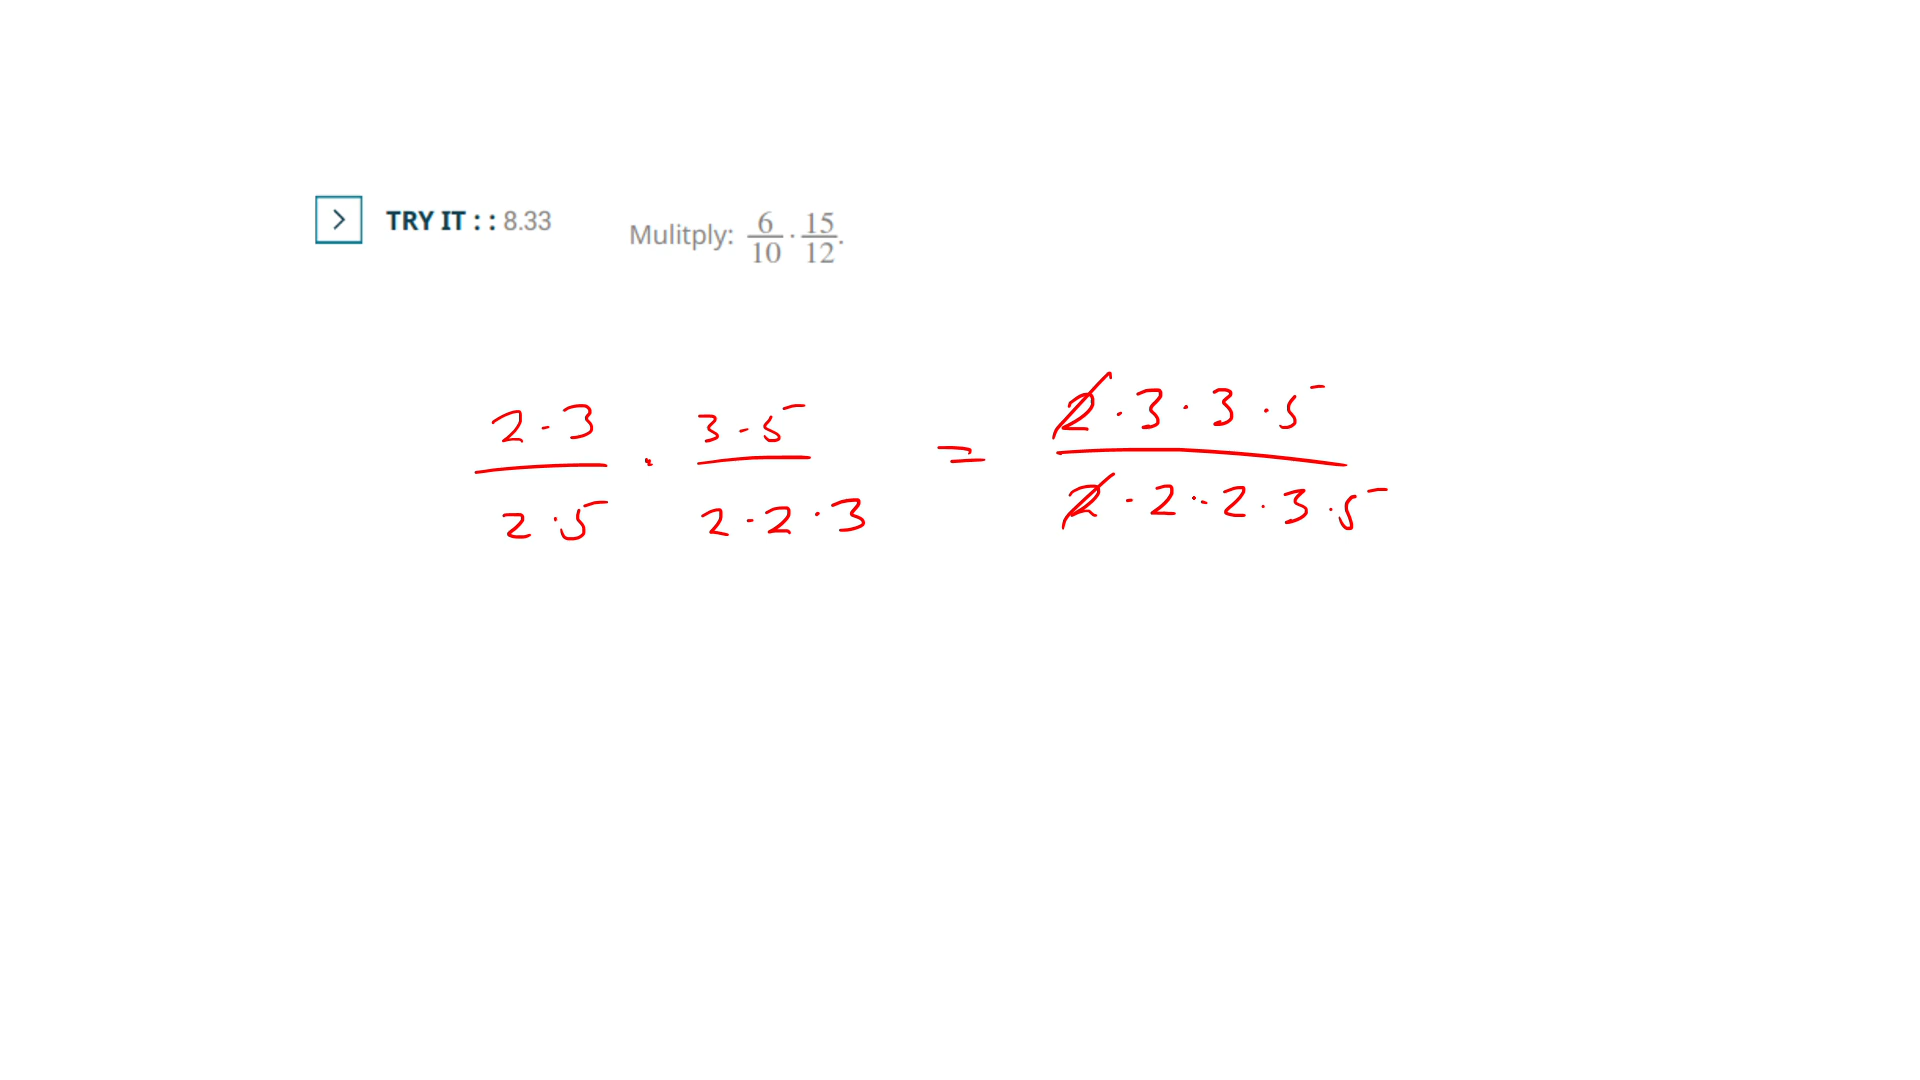 TRY IT : : 8.33 Mulitply: 6/10 · 15/12.
2 · 3 / 2 · 5 · 3 · 5 / 2 · 2 · 3 = 2 · 3 · 3 · 5 / 2 · 2 · 2 · 3 · 5